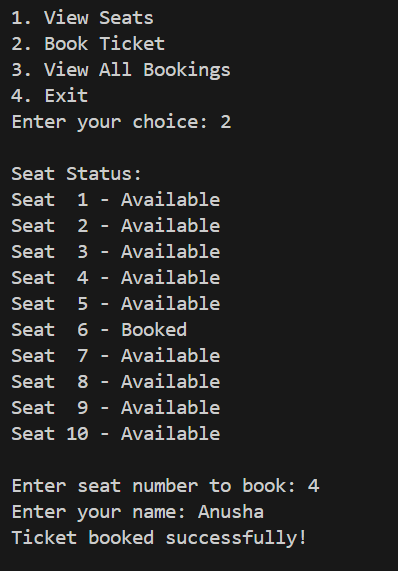 1. View Seats
2. Book Ticket
3. View All Bookings
4. Exit
Enter your choice: 2

Seat Status:
Seat  1 - Available
Seat  2 - Available
Seat  3 - Available
Seat  4 - Available
Seat  5 - Available
Seat  6 - Booked
Seat  7 - Available
Seat  8 - Available
Seat  9 - Available
Seat 10 - Available

Enter seat number to book: 4
Enter your name: Anusha
Ticket booked successfully!